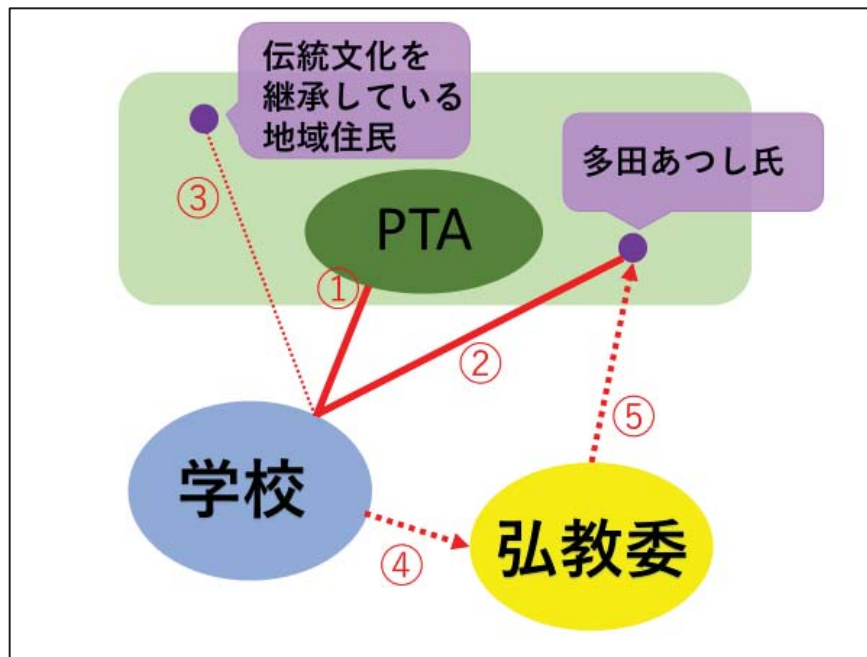 伝統文化を
継承している
地域住民
多田あつし氏
③
PTA
①
②
⑤
学校
弘教委
④